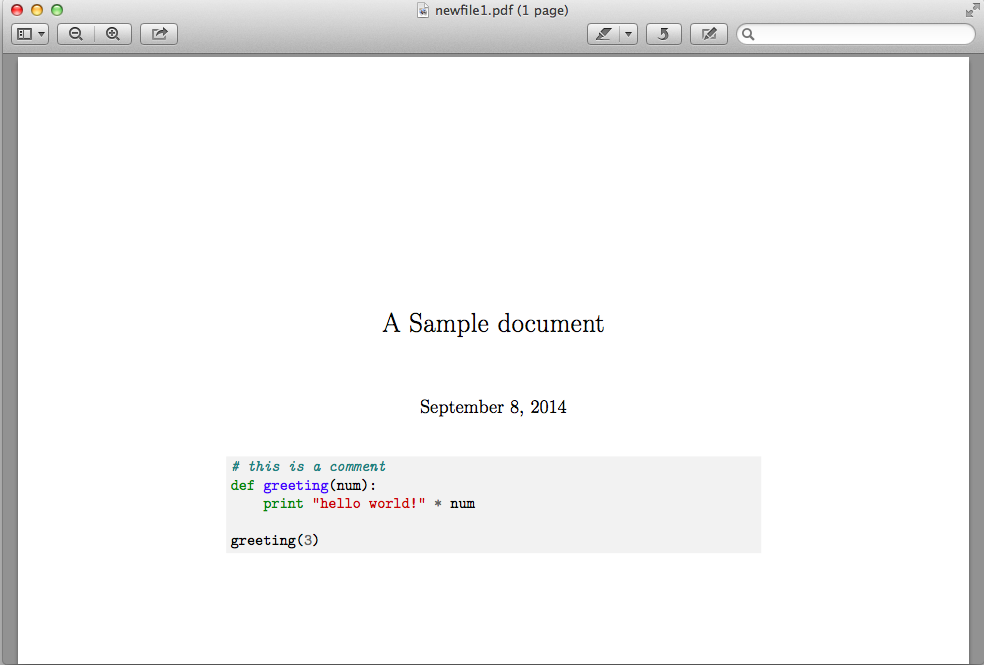 newfile1.pdf (1 page)
A Sample document
September 8, 2014
# this is a comment
def greeting(num):
    print "hello world!" * num
greeting(3)